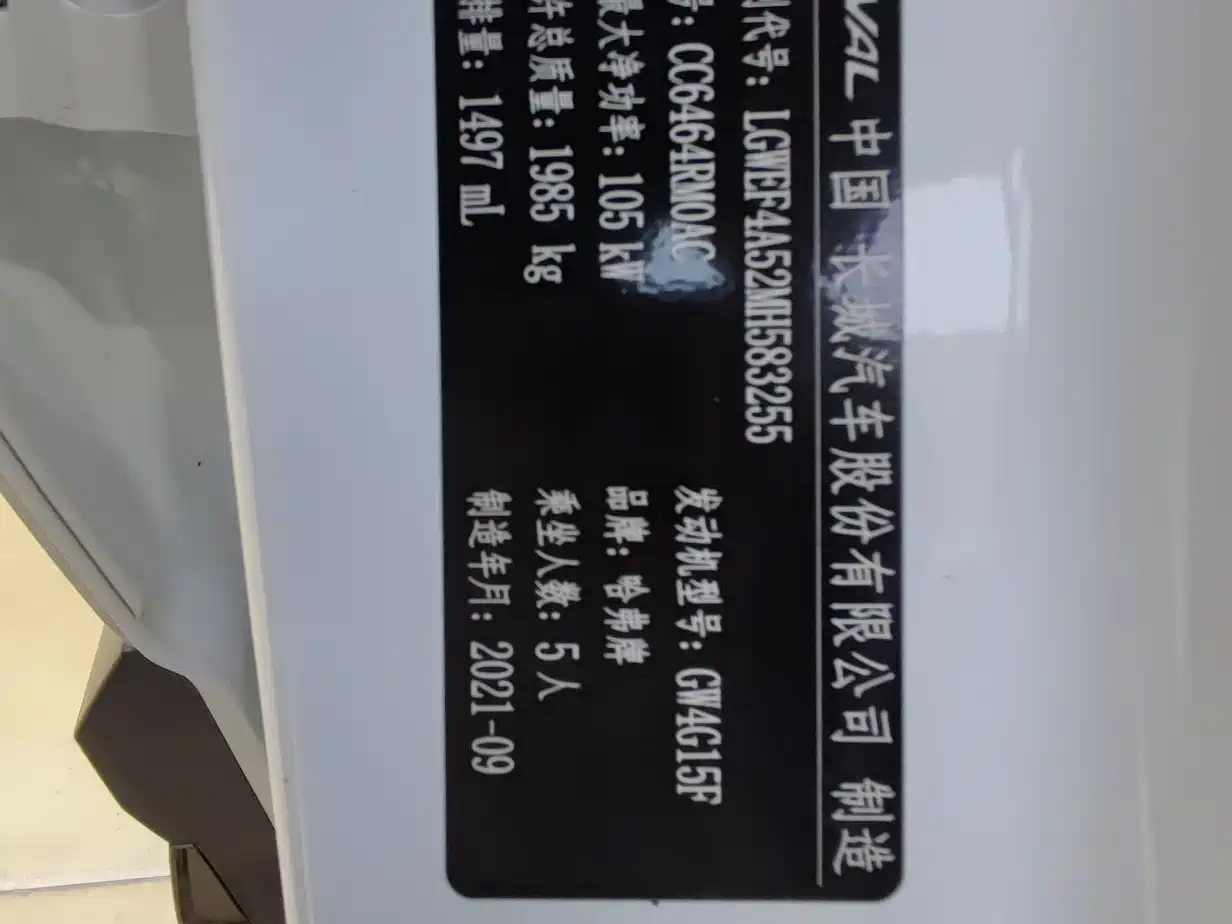 VAL 中国 长城汽车股份有限公司 制造
代号: LGWEF4A52MH583255
号: CC6464RM0AC 发动机型号: GW4G15F
最大净功率: 105 kW 品牌: 哈弗牌
许总质量: 1985 kg 乘坐人数: 5 人
排量: 1497 mL 制造年月: 2021-09